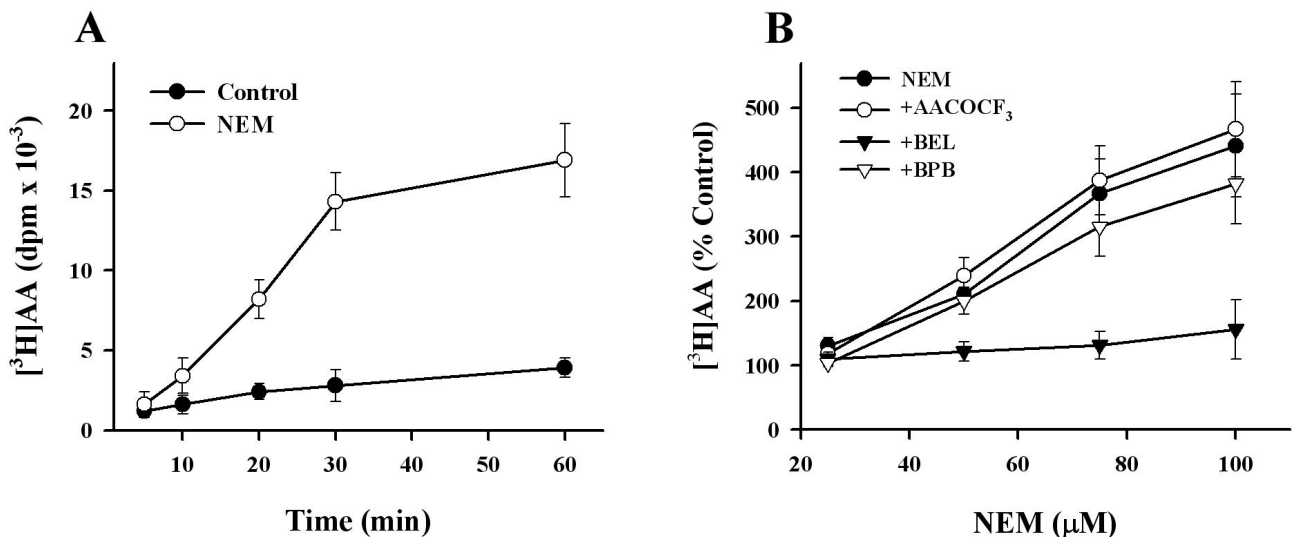 A
[³H]AA (dpm x 10⁻³)
20
15
10
5
0
Control
NEM
10 20 30 40 50 60
Time (min)
B
[³H]AA (% Control)
500
400
300
200
100
0
NEM
+AACOCF₃
+BEL
+BPB
20 40 60 80 100
NEM (μM)